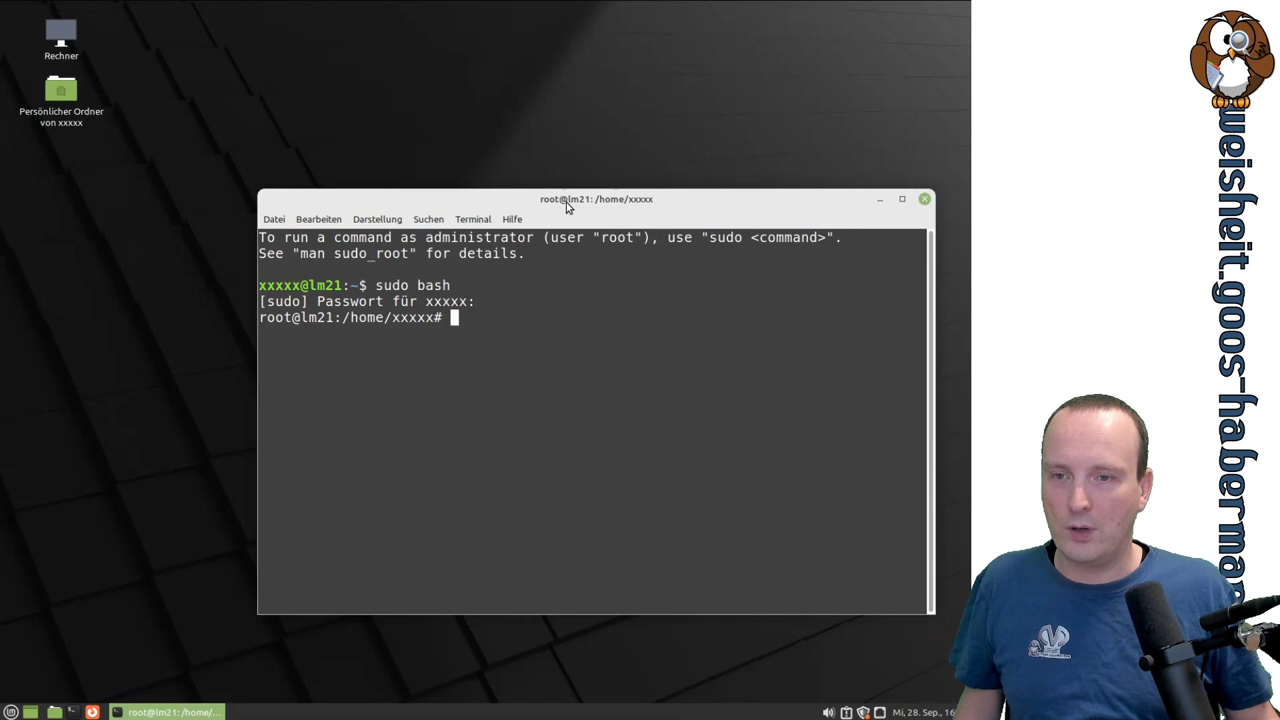 Rechner
Persönlicher Ordner
von xxxxx
root@lm21: /home/xxxxx
Datei Bearbeiten Darstellung Suchen Terminal Hilfe
To run a command as administrator (user "root"), use "sudo <command>".
See "man sudo_root" for details.
xxxxx@lm21:~$ sudo bash
[sudo] Passwort für xxxxx:
root@lm21:/home/xxxxx#
root@lm21: /home/...
Mi, 28. Sep., 16
weisheit.goos-haberma